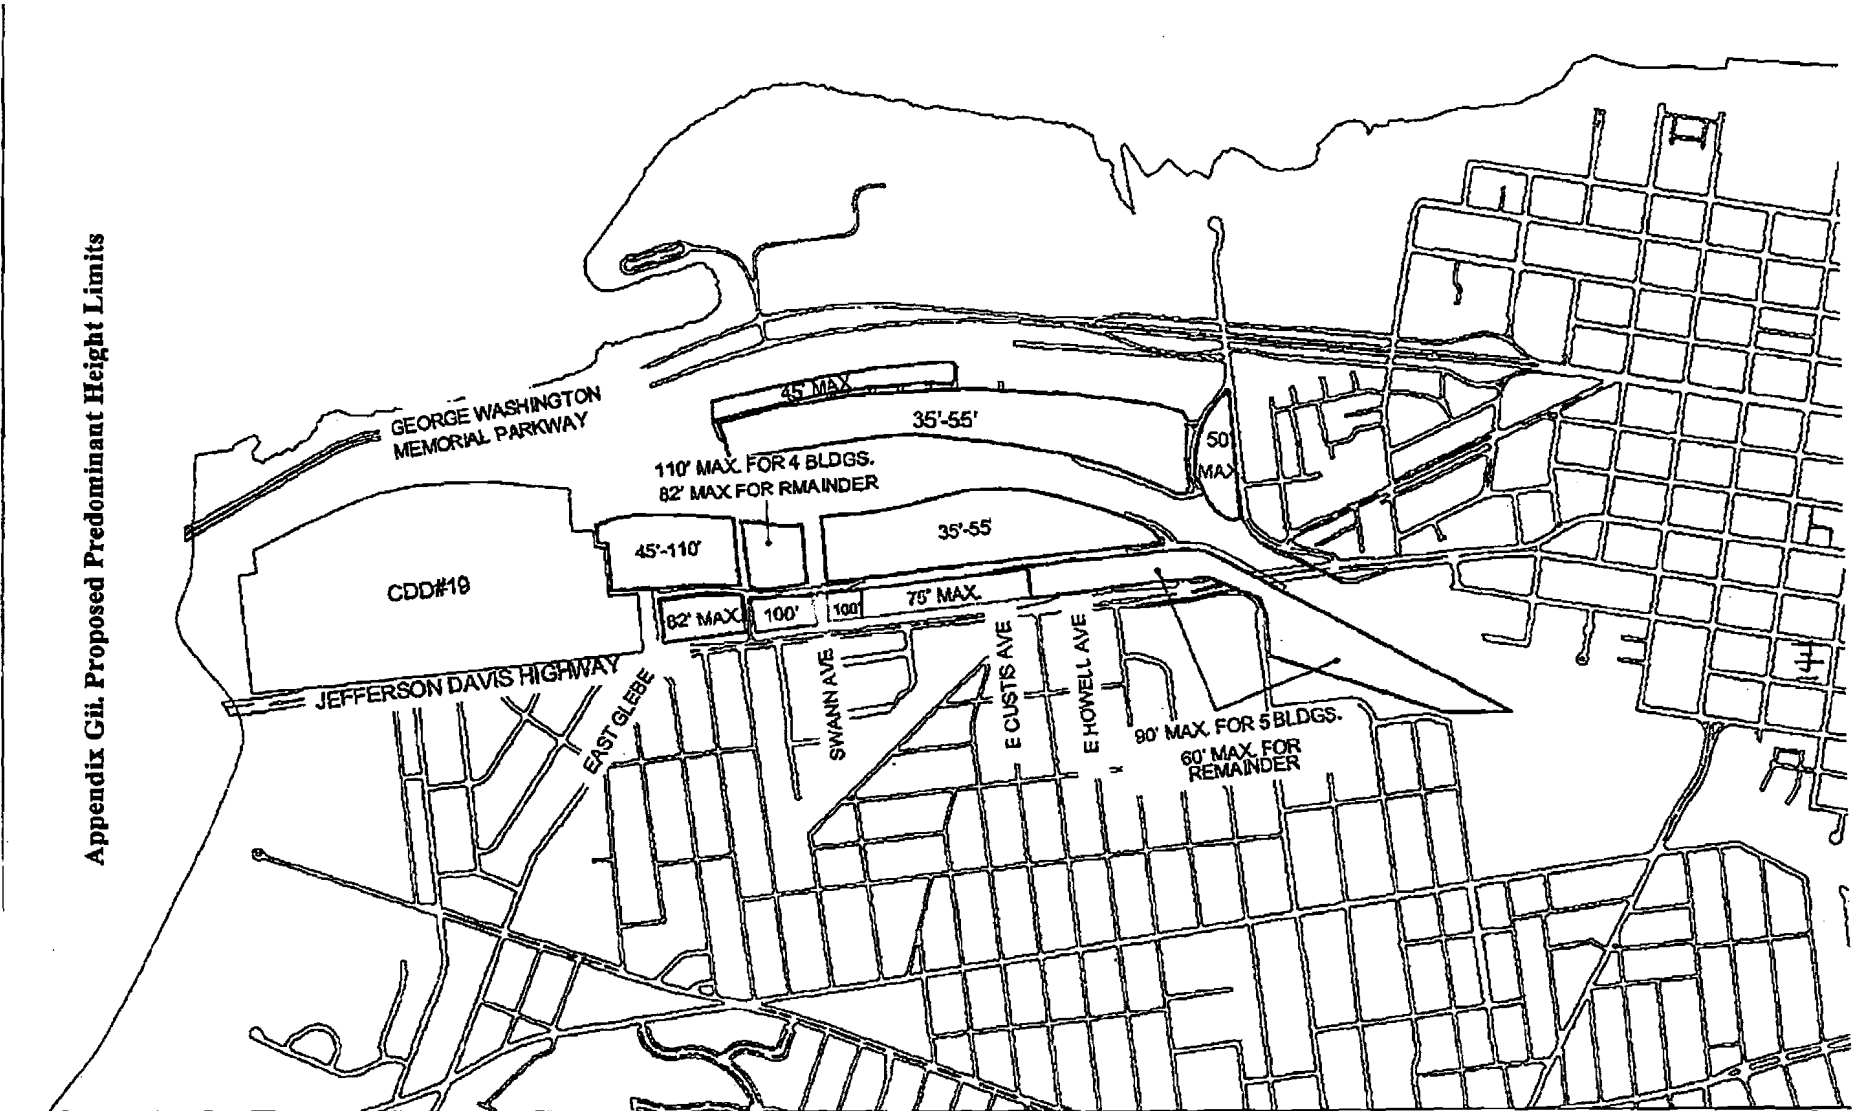 Appendix Gii. Proposed Predominant Height Limits
GEORGE WASHINGTON
MEMORIAL PARKWAY
45' MAX
35'-55'
50'
MAX
110' MAX. FOR 4 BLDGS.
82' MAX FOR RMAINDER
45'-110'
35'-55'
CDD#19
82' MAX.
100'
100'
75' MAX.
JEFFERSON DAVIS HIGHWAY
EAST GLEBE
SWANN AVE
E CUSTIS AVE
E HOWELL AVE
90' MAX. FOR 5 BLDGS.
60' MAX. FOR
REMAINDER